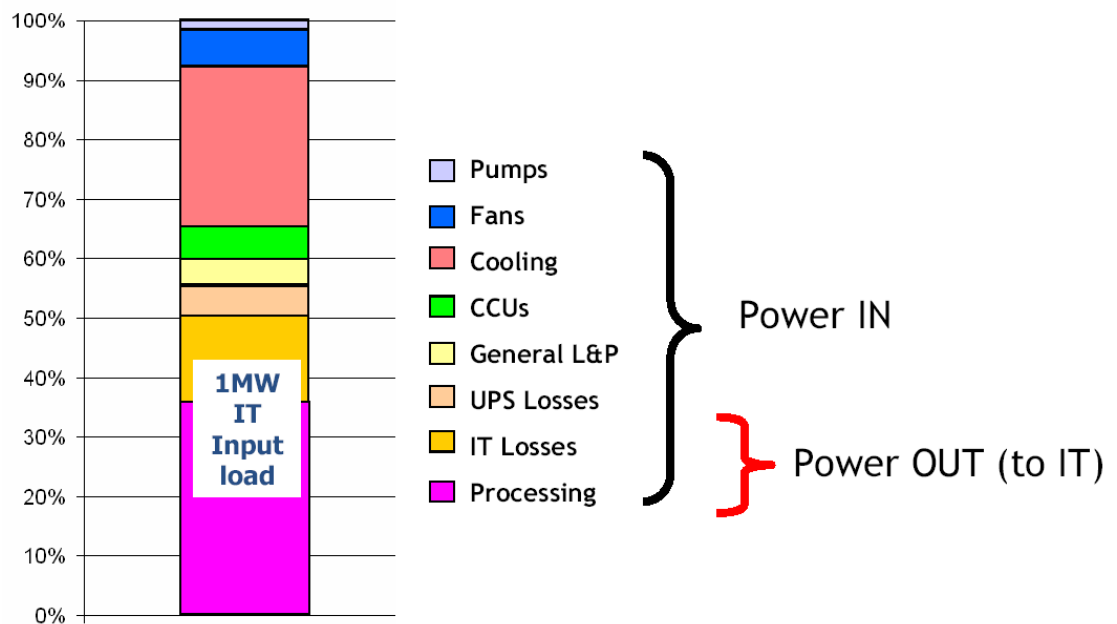 100%
90%
80%
70%
60%
50%
40%
30%
20%
10%
0%
1MW
IT
Input
load
Pumps
Fans
Cooling
CCUs
General L&P
UPS Losses
IT Losses
Processing
Power IN
Power OUT (to IT)